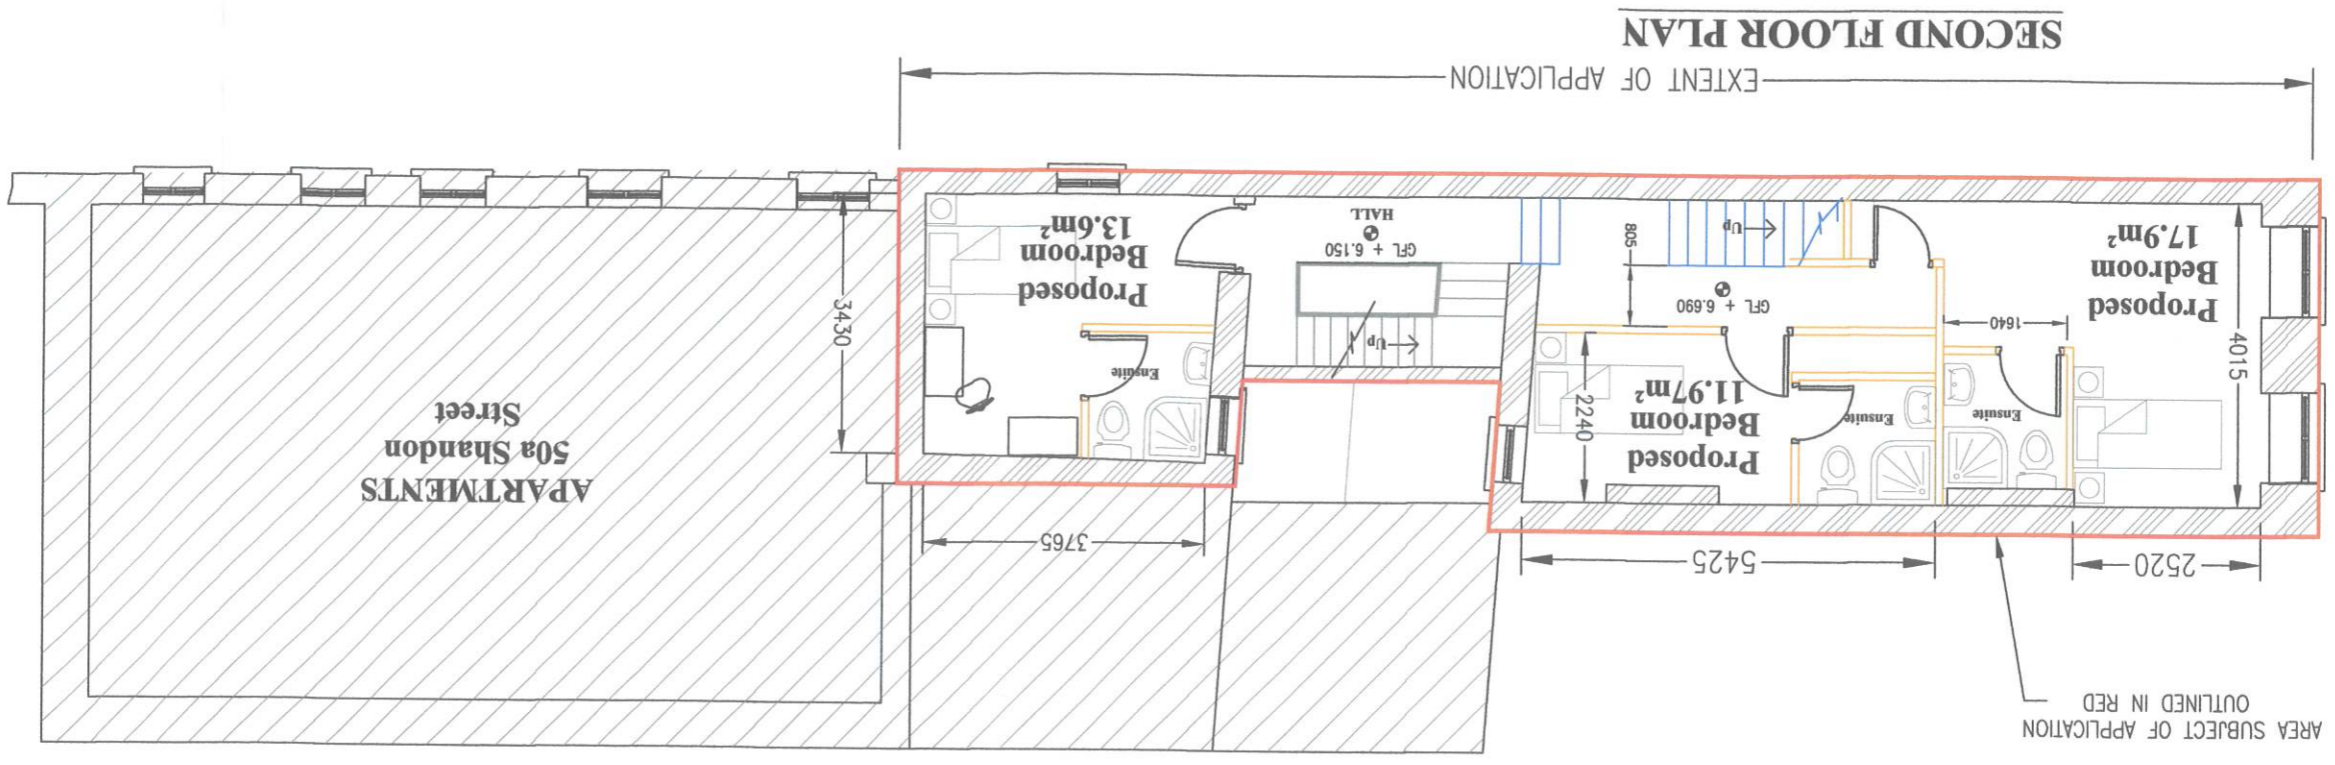 AREA SUBJECT OF APPLICATION
OUTLINED IN RED
2520
5425
3765
4015
1640
Proposed
Bedroom
17.9m²
Ensuite
Ensuite
Proposed
Bedroom
11.97m²
2240
GFL + 6.690
805
Up
Up
GFL + 6.150
HALL
Ensuite
Proposed
Bedroom
13.6m²
3430
APARTMENTS
50a Shandon
Street
EXTENT OF APPLICATION
SECOND FLOOR PLAN